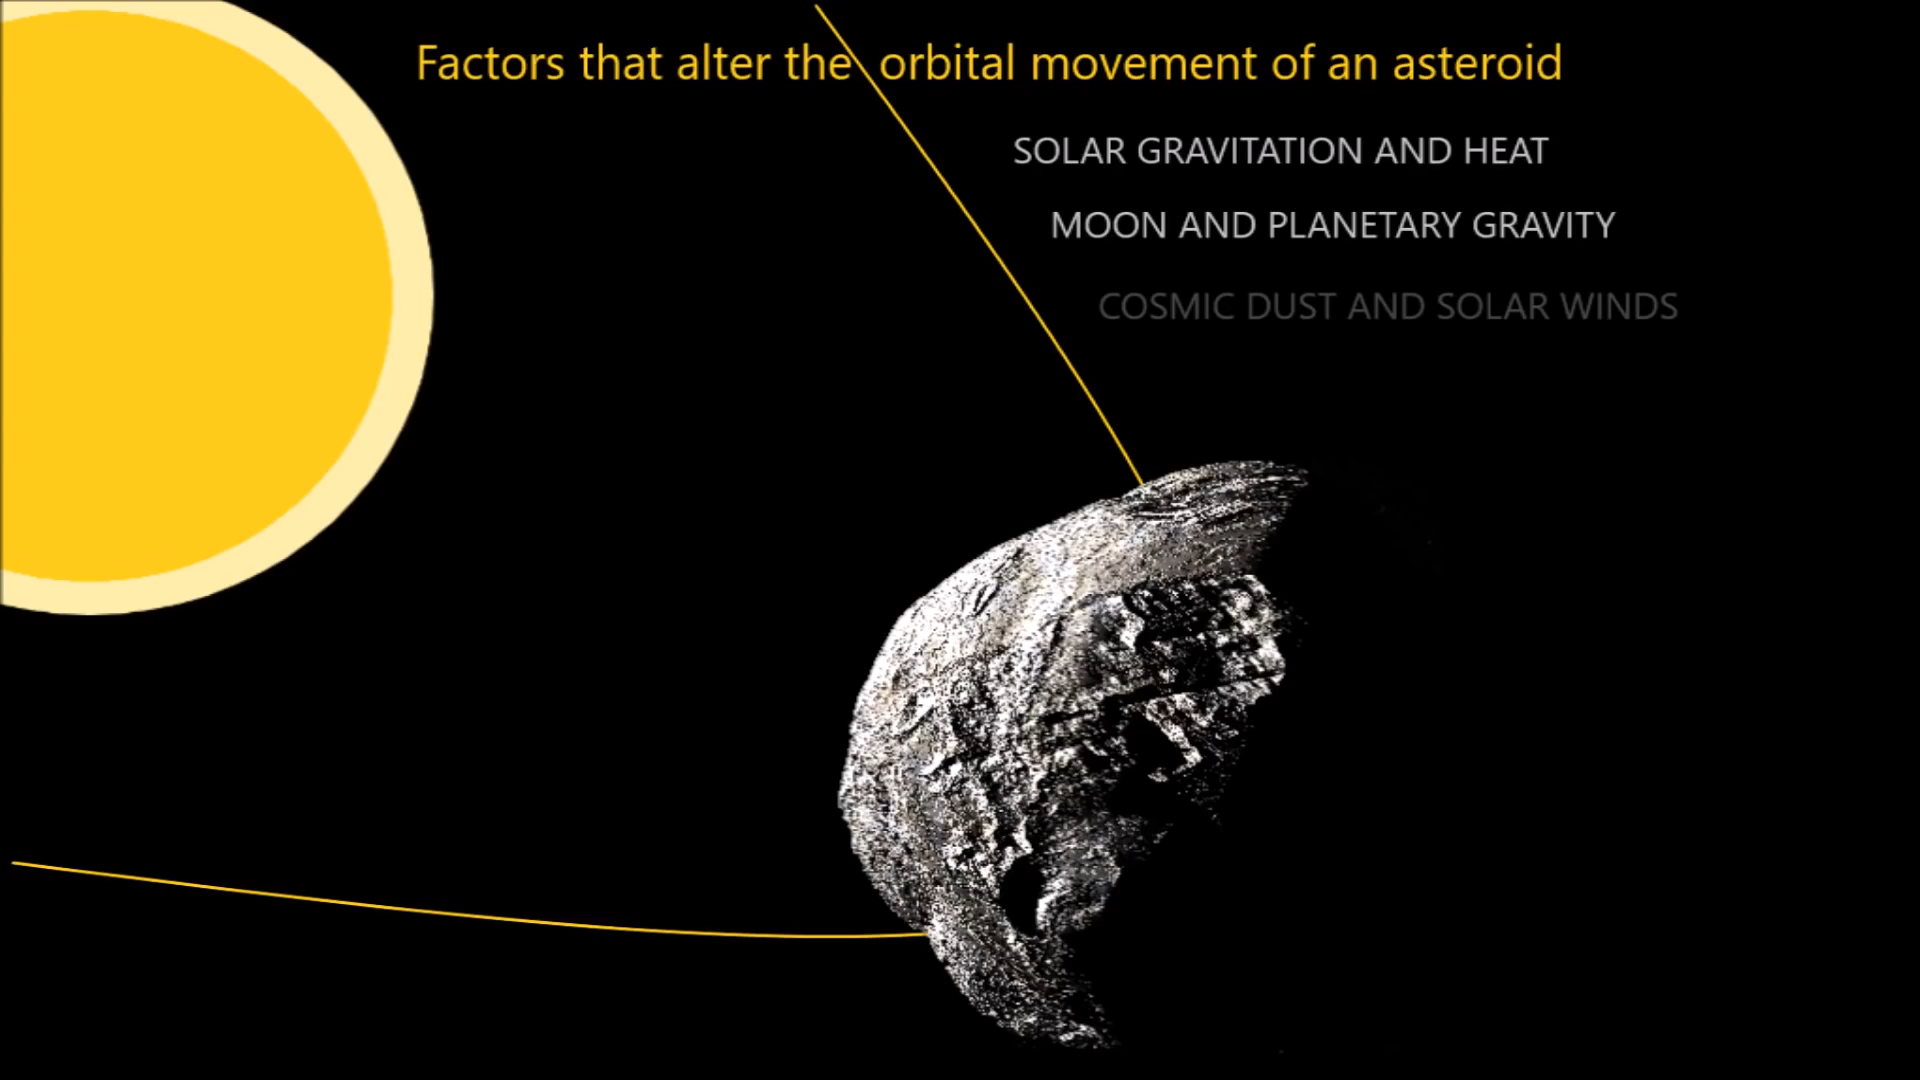 Factors that alter the orbital movement of an asteroid
SOLAR GRAVITATION AND HEAT
MOON AND PLANETARY GRAVITY
COSMIC DUST AND SOLAR WINDS